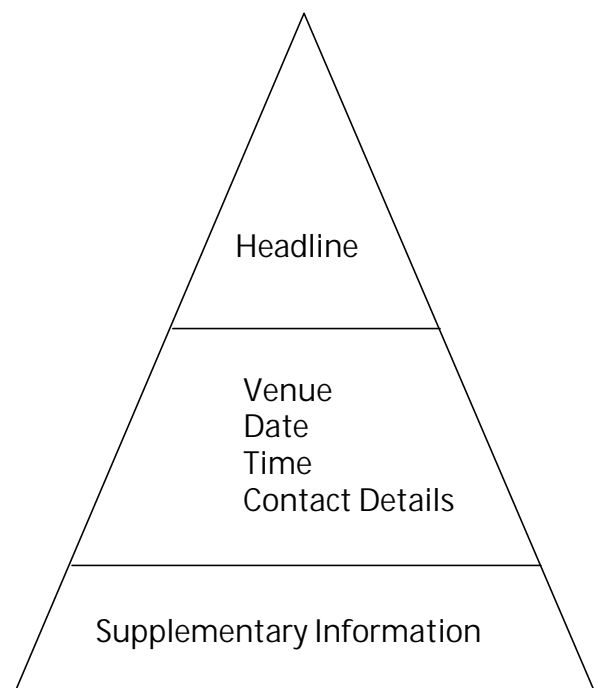 Headline
Venue
Date
Time
Contact Details
Supplementary Information